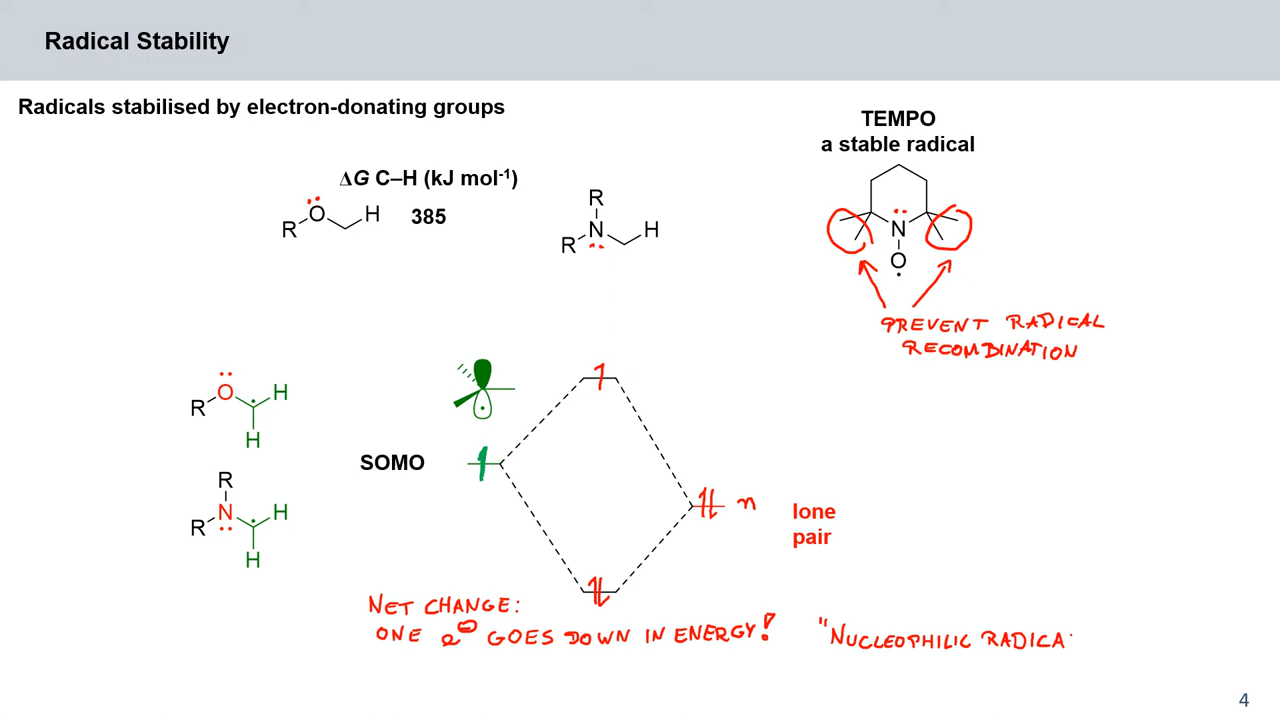 Radical Stability
Radicals stabilised by electron-donating groups
TEMPO
a stable radical
ΔG C–H (kJ mol⁻¹)
R O H 385
R
R N H
N
O
PREVENT RADICAL
RECOMBINATION
R O H
H
R
R N H
H
SOMO
n
lone
pair
NET CHANGE:
ONE e⊖ GOES DOWN IN ENERGY!
"NUCLEOPHILIC RADICA
4